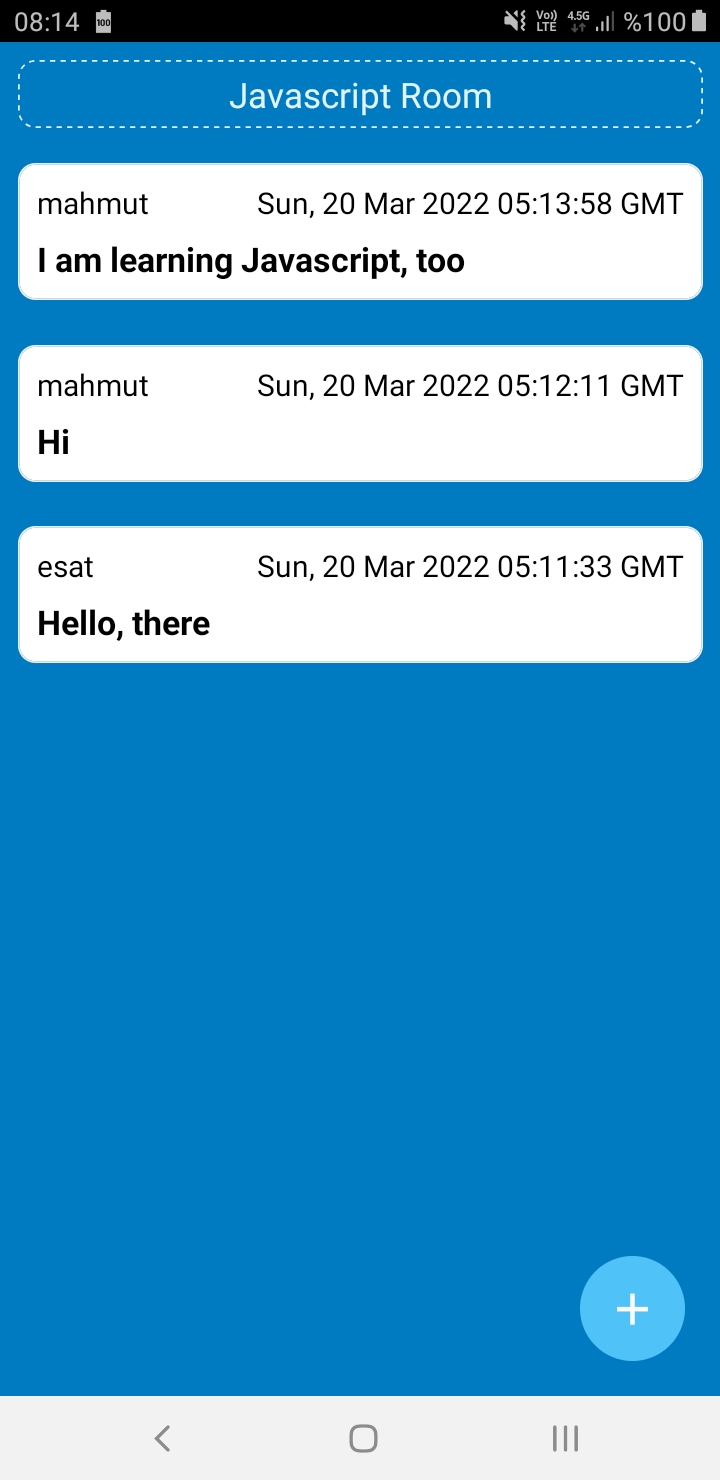 08:14 100 Vo)) LTE 4.5G %100
Javascript Room
mahmut Sun, 20 Mar 2022 05:13:58 GMT
I am learning Javascript, too
mahmut Sun, 20 Mar 2022 05:12:11 GMT
Hi
esat Sun, 20 Mar 2022 05:11:33 GMT
Hello, there
+